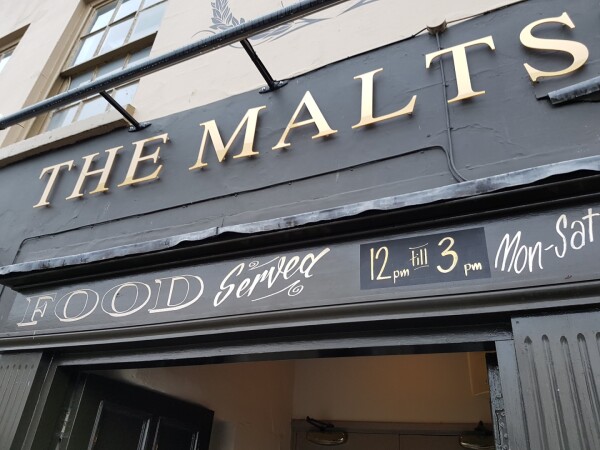 THE MALTS
FOOD Served 12pm till 3pm Mon-Sat